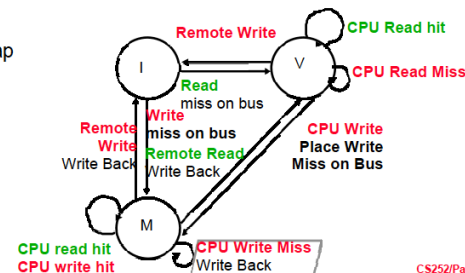 ap
Remote Write
CPU Read hit
I
V
CPU Read Miss
Read
miss on bus
Write
miss on bus
Remote
Write
Write Back
Remote Read
Write Back
CPU Write
Place Write
Miss on Bus
M
CPU read hit
CPU write hit
CPU Write Miss
Write Back
CS252/Pa